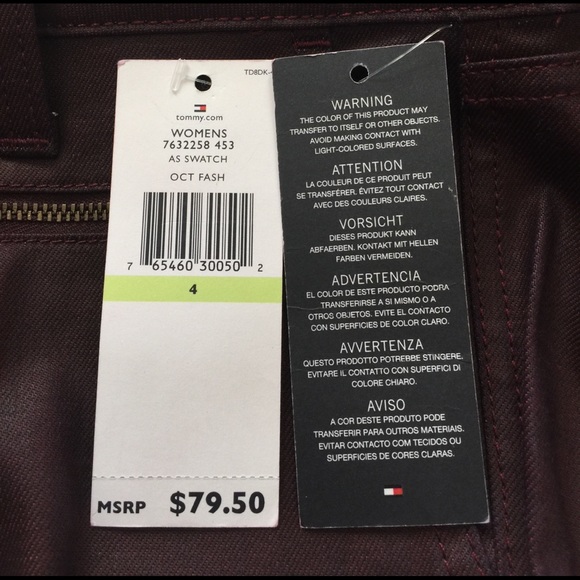 TD8DK-
tommy.com
WOMENS
7632258 453
AS SWATCH
OCT FASH
7 65460 30050 2
4
MSRP $79.50
WARNING
THE COLOR OF THIS PRODUCT MAY
TRANSFER TO ITSELF OR OTHER OBJECTS.
AVOID MAKING CONTACT WITH
LIGHT-COLORED SURFACES.
ATTENTION
LA COULEUR DE CE PRODUIT PEUT
SE TRANSFÉRER. ÉVITEZ TOUT CONTACT
AVEC DES COULEURS CLAIRES.
VORSICHT
DIESES PRODUKT KANN
ABFAERBEN. KONTAKT MIT HELLEN
FARBEN VERMEIDEN.
ADVERTENCIA
EL COLOR DE ESTE PRODUCTO PODRA
TRANSFERIRSE A SI MISMO O A
OTROS OBJETOS. EVITE EL CONTACTO
CON SUPERFICIES DE COLOR CLARO.
AVVERTENZA
QUESTO PRODOTTO POTREBBE STINGERE.
EVITARE IL CONTATTO CON SUPERFICI DI
COLORE CHIARO.
AVISO
A COR DESTE PRODUTO PODE
TRANSFERIR PARA OUTROS MATERIAIS.
EVITAR CONTACTAR COM TECIDOS OU
SUPERFICIES DE CORES CLARAS.